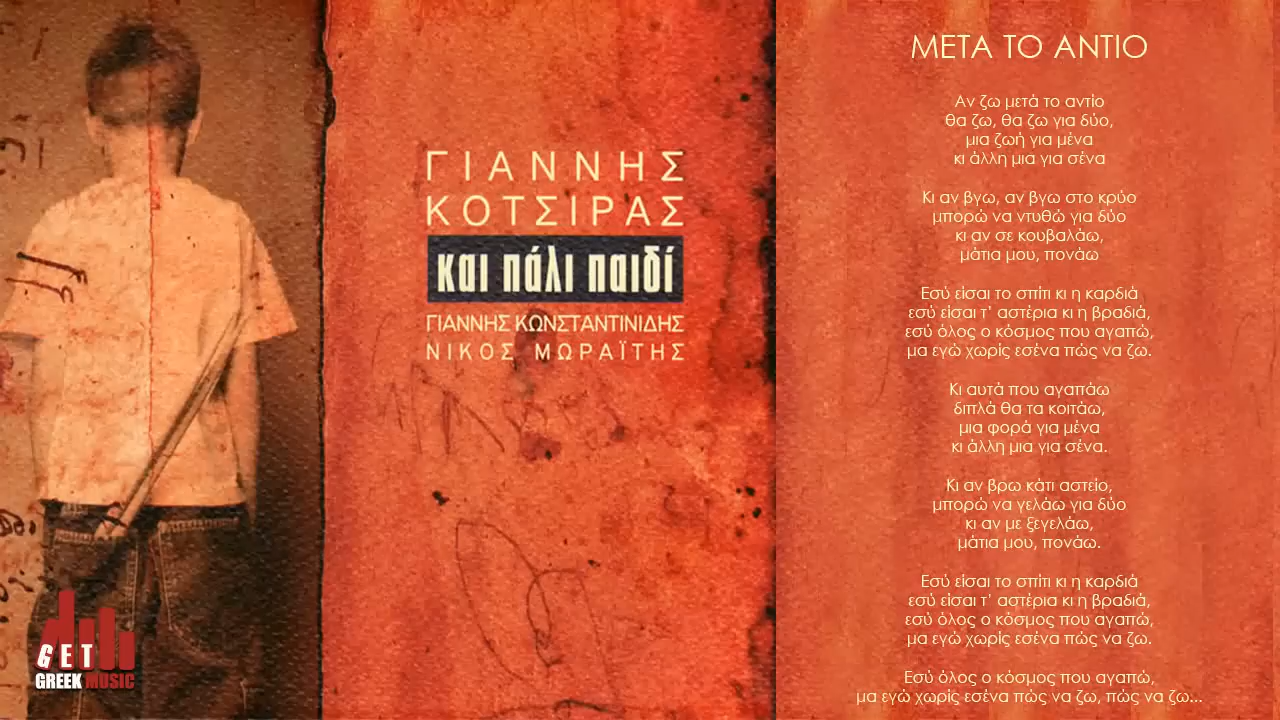 ΓΙΑΝΝΗΣ
ΚΟΤΣΙΡΑΣ
και πάλι παιδί
ΓΙΑΝΝΗΣ ΚΩΝΣΤΑΝΤΙΝΙΔΗΣ
ΝΙΚΟΣ ΜΩΡΑΪΤΗΣ
GET
GREEK MUSIC
ΜΕΤΑ ΤΟ ΑΝΤΙΟ
Αν ζω μετά το αντίο
θα ζω, θα ζω για δύο,
μια ζωή για μένα
κι άλλη μια για σένα
Κι αν βγω, αν βγω στο κρύο
μπορώ να ντυθώ για δύο
κι αν σε κουβαλάω,
μάτια μου, πονάω
Εσύ είσαι το σπίτι κι η καρδιά
εσύ είσαι τ΄ αστέρια κι η βραδιά,
εσύ όλος ο κόσμος που αγαπώ,
μα εγώ χωρίς εσένα πώς να ζω.
Κι αυτά που αγαπάω
διπλά θα τα κοιτάω,
μια φορά για μένα
κι άλλη μια για σένα.
Κι αν βρω κάτι αστείο,
μπορώ να γελάω για δύο
κι αν με ξεγελάω,
μάτια μου, πονάω.
Εσύ είσαι το σπίτι κι η καρδιά
εσύ είσαι τ΄ αστέρια κι η βραδιά,
εσύ όλος ο κόσμος που αγαπώ,
μα εγώ χωρίς εσένα πώς να ζω.
Εσύ όλος ο κόσμος που αγαπώ,
μα εγώ χωρίς εσένα πώς να ζω, πώς να ζω...